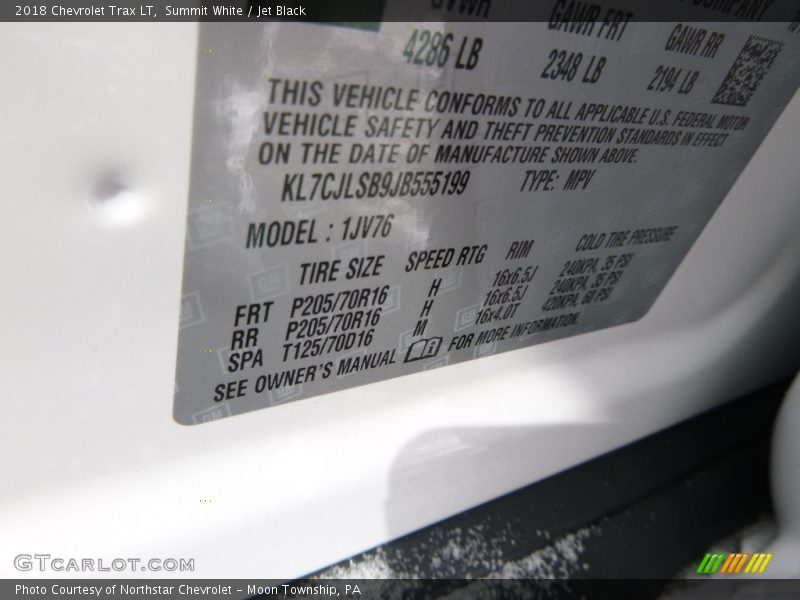 2018 Chevrolet Trax LT, Summit White / Jet Black
GVWR GAWR FRT GAWR RR
4286 LB 2348 LB 2194 LB
THIS VEHICLE CONFORMS TO ALL APPLICABLE U.S. FEDERAL MOTOR
VEHICLE SAFETY AND THEFT PREVENTION STANDARDS IN EFFECT
ON THE DATE OF MANUFACTURE SHOWN ABOVE.
KL7CJLSB9JB555199 TYPE: MPV
MODEL : 1JV76
TIRE SIZE SPEED RTG RIM COLD TIRE PRESSURE
FRT P205/70R16 H 16x6.5J 240KPA, 35 PSI
RR P205/70R16 H 16x6.5J 240KPA, 35 PSI
SPA T125/70D16 M 16x4.0T 420KPA, 60 PSI
SEE OWNER'S MANUAL FOR MORE INFORMATION.
GM
GTCARLOT.COM
Photo Courtesy of Northstar Chevrolet – Moon Township, PA